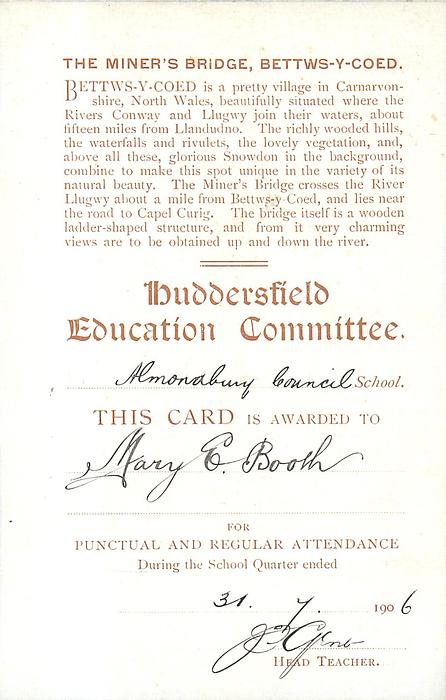 THE MINER'S BRIDGE, BETTWS-Y-COED.
BETTWS-Y-COED is a pretty village in Carnarvon-
shire, North Wales, beautifully situated where the
Rivers Conway and Llugwy join their waters, about
fifteen miles from Llandudno. The richly wooded hills,
the waterfalls and rivulets, the lovely vegetation, and,
above all these, glorious Snowdon in the background,
combine to make this spot unique in the variety of its
natural beauty. The Miner's Bridge crosses the River
Llugwy about a mile from Bettws-y-Coed, and lies near
the road to Capel Curig. The bridge itself is a wooden
ladder-shaped structure, and from it very charming
views are to be obtained up and down the river.
Huddersfield
Education Committee.
Almondbury Council School.
THIS CARD IS AWARDED TO
Mary E. Booth
FOR
PUNCTUAL AND REGULAR ATTENDANCE
During the School Quarter ended
31. 7. 1906
HEAD TEACHER.